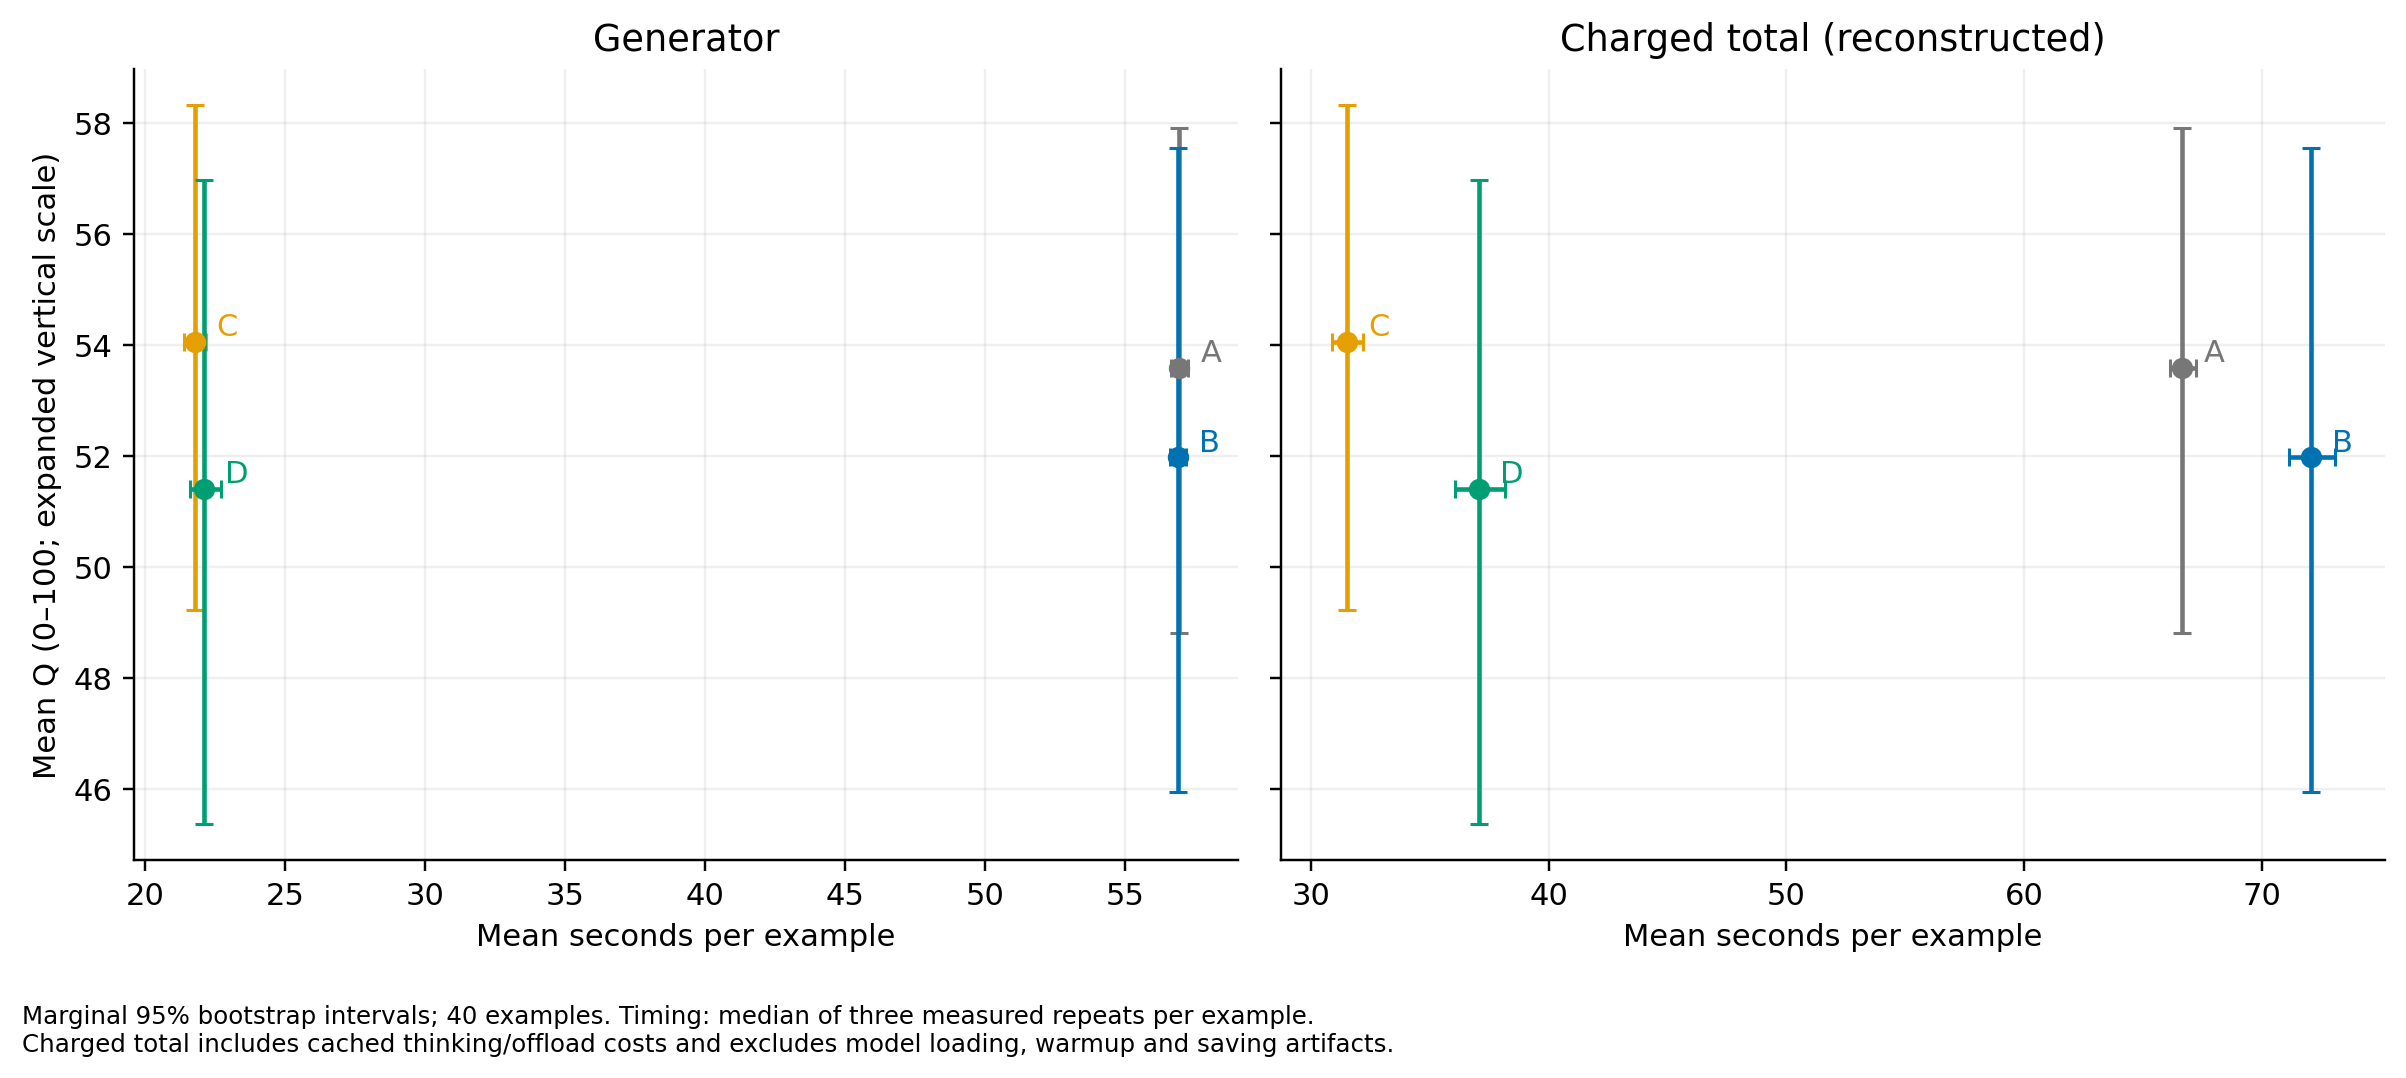 Generator
Charged total (reconstructed)
Mean Q (0–100; expanded vertical scale)
58
56
54
52
50
48
46
C
D
A
B
C
D
A
B
20 25 30 35 40 45 50 55
30 40 50 60 70
Mean seconds per example
Mean seconds per example
Marginal 95% bootstrap intervals; 40 examples. Timing: median of three measured repeats per example.
Charged total includes cached thinking/offload costs and excludes model loading, warmup and saving artifacts.